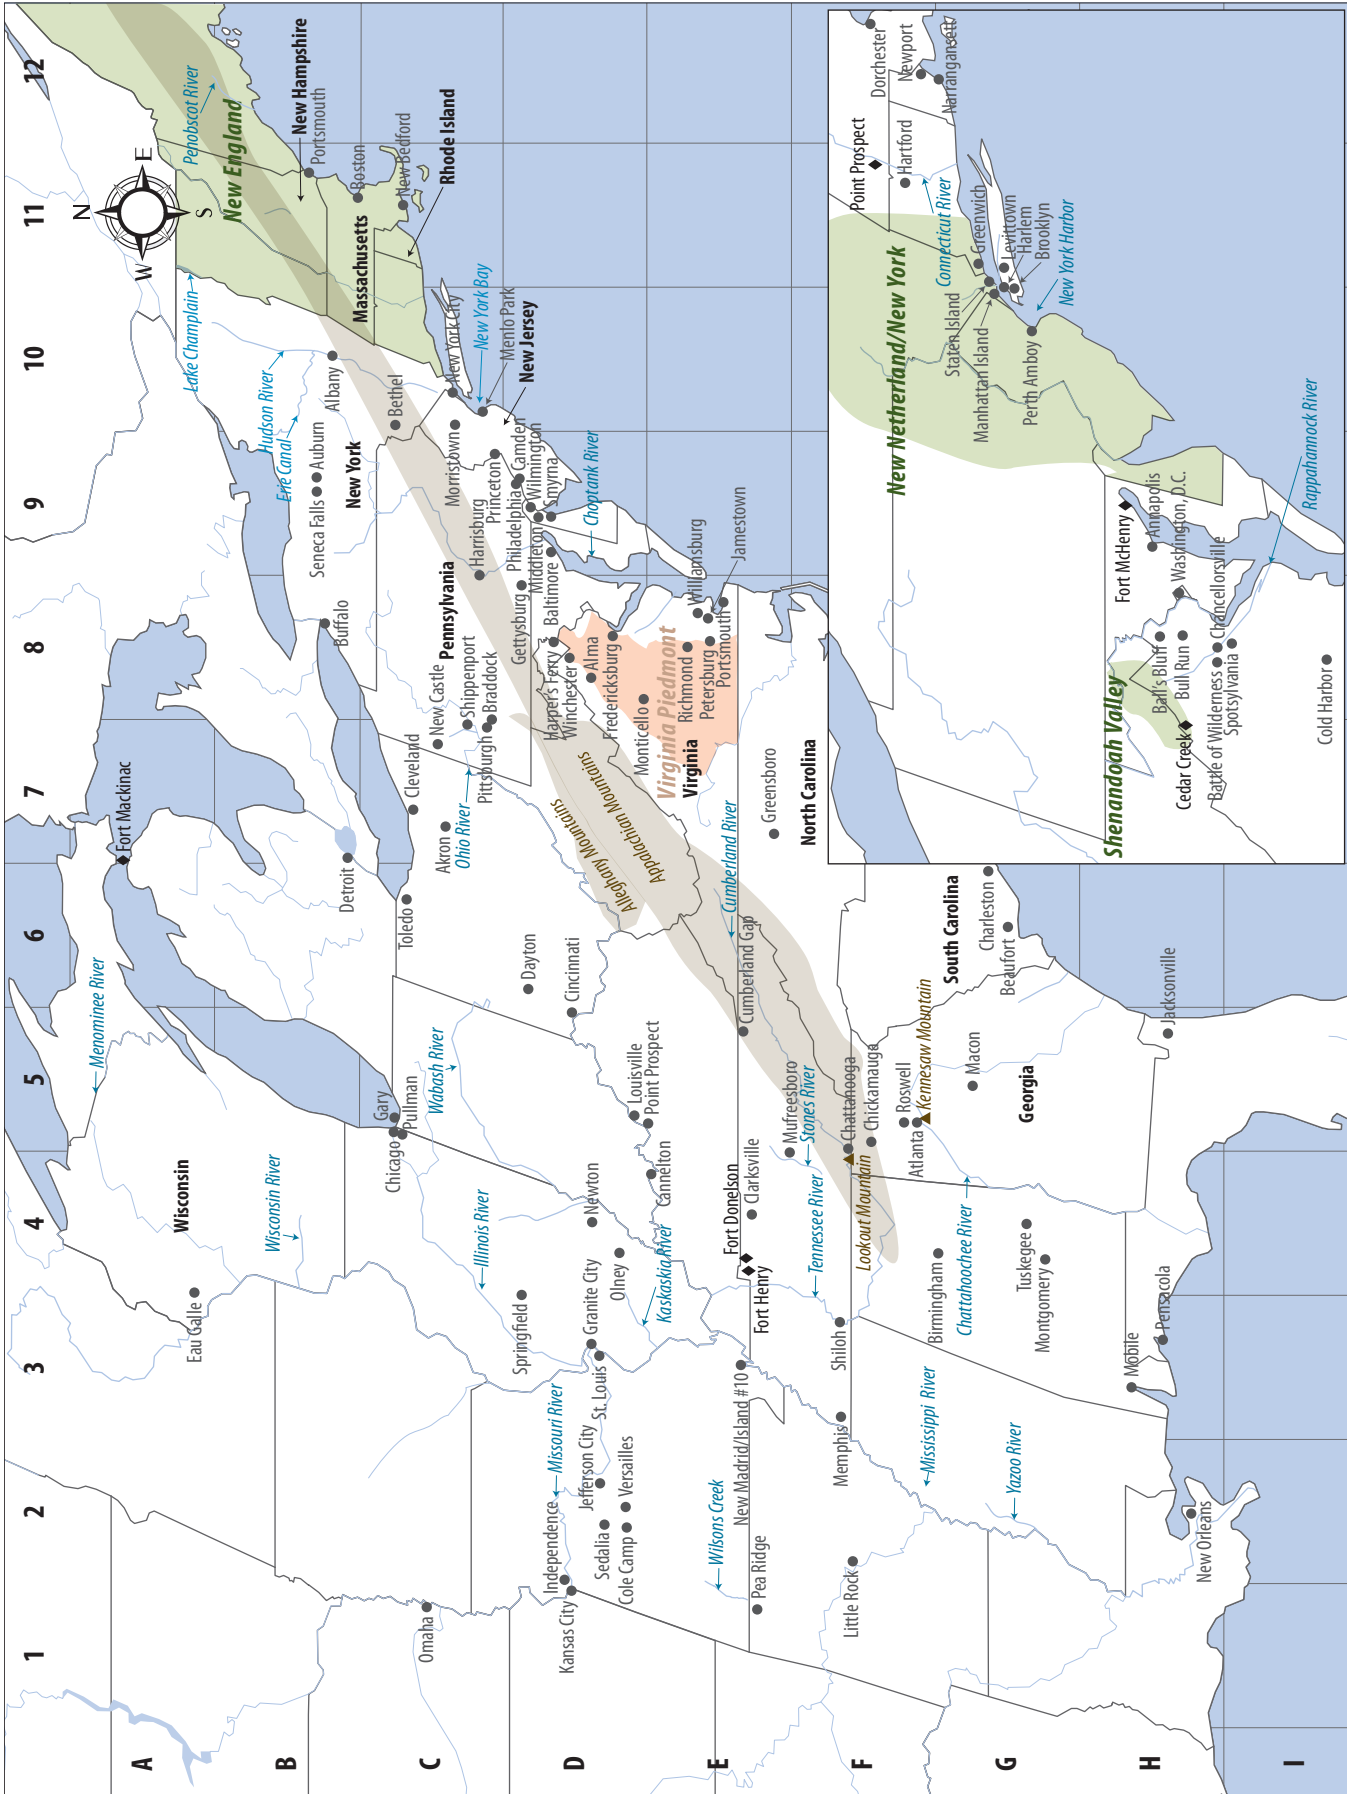 1
2
3
4
5
6
7
8
9
10
11
12
A
B
C
D
E
F
G
H
I
N
E
S
W
New England
Penobscot River
New Hampshire
Portsmouth
Boston
New Bedford
Massachusetts
Rhode Island
Lake Champlain
Hudson River
Erie Canal
Albany
Auburn
Seneca Falls
New York
Bethel
Buffalo
New York City
New York Bay
Menlo Park
New Jersey
Morristown
Princeton
Camden
Philadelphia
Wilmington
Middleton
Smyrna
Choptank River
Harrisburg
Pennsylvania
Gettysburg
Baltimore
New Castle
Shippenport
Braddock
Pittsburgh
Ohio River
Harper's Ferry
Winchester
Alma
Fredericksburg
Monticello
Virginia Piedmont
Virginia
Richmond
Petersburg
Portsmouth
Williamsburg
Jamestown
Greensboro
North Carolina
Cleveland
Akron
Toledo
Detroit
Fort Mackinac
Menominee River
Alleghany Mountains
Appalachian Mountains
Cumberland River
Cumberland Gap
Dayton
Cincinnati
Wabash River
Louisville
Point Prospect
Gary
Pullman
Chicago
Wisconsin
Wisconsin River
Eau Galle
Illinois River
Springfield
Newton
Cannelton
Olney
Granite City
Kaskaskia River
St. Louis
Missouri River
Jefferson City
Versailles
Independence
Sedalia
Cole Camp
Kansas City
Omaha
Wilsons Creek
Pea Ridge
New Madrid/Island #10
Fort Donelson
Fort Henry
Clarksville
Mufreesboro
Stones River
Tennessee River
Chattanooga
Chickamauga
Lookout Mountain
Shiloh
Memphis
Little Rock
Mississippi River
Yazoo River
Roswell
Kennesaw Mountain
Atlanta
Macon
Georgia
Chattahoochee River
Birmingham
Tuskegee
Montgomery
South Carolina
Charleston
Beaufort
Jacksonville
Pensacola
Mobile
New Orleans
Dorchester
Newport
Narrangansett
Point Prospect
Hartford
Connecticut River
Greenwich
Levittown
Harlem
Brooklyn
New York Harbor
New Netherland/New York
Staten Island
Manhattan Island
Perth Amboy
Fort McHenry
Annapolis
Washington, D.C.
Rappahannock River
Shenandoah Valley
Ball's Bluff
Bull Run
Chancellorsville
Cedar Creek
Battle of Wilderness
Spotsylvania
Cold Harbor